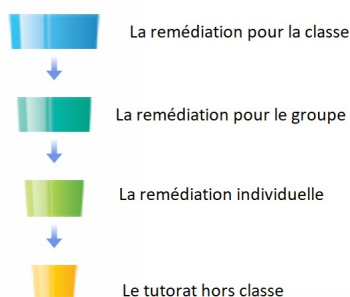 La remédiation pour la classe
La remédiation pour le groupe
La remédiation individuelle
Le tutorat hors classe